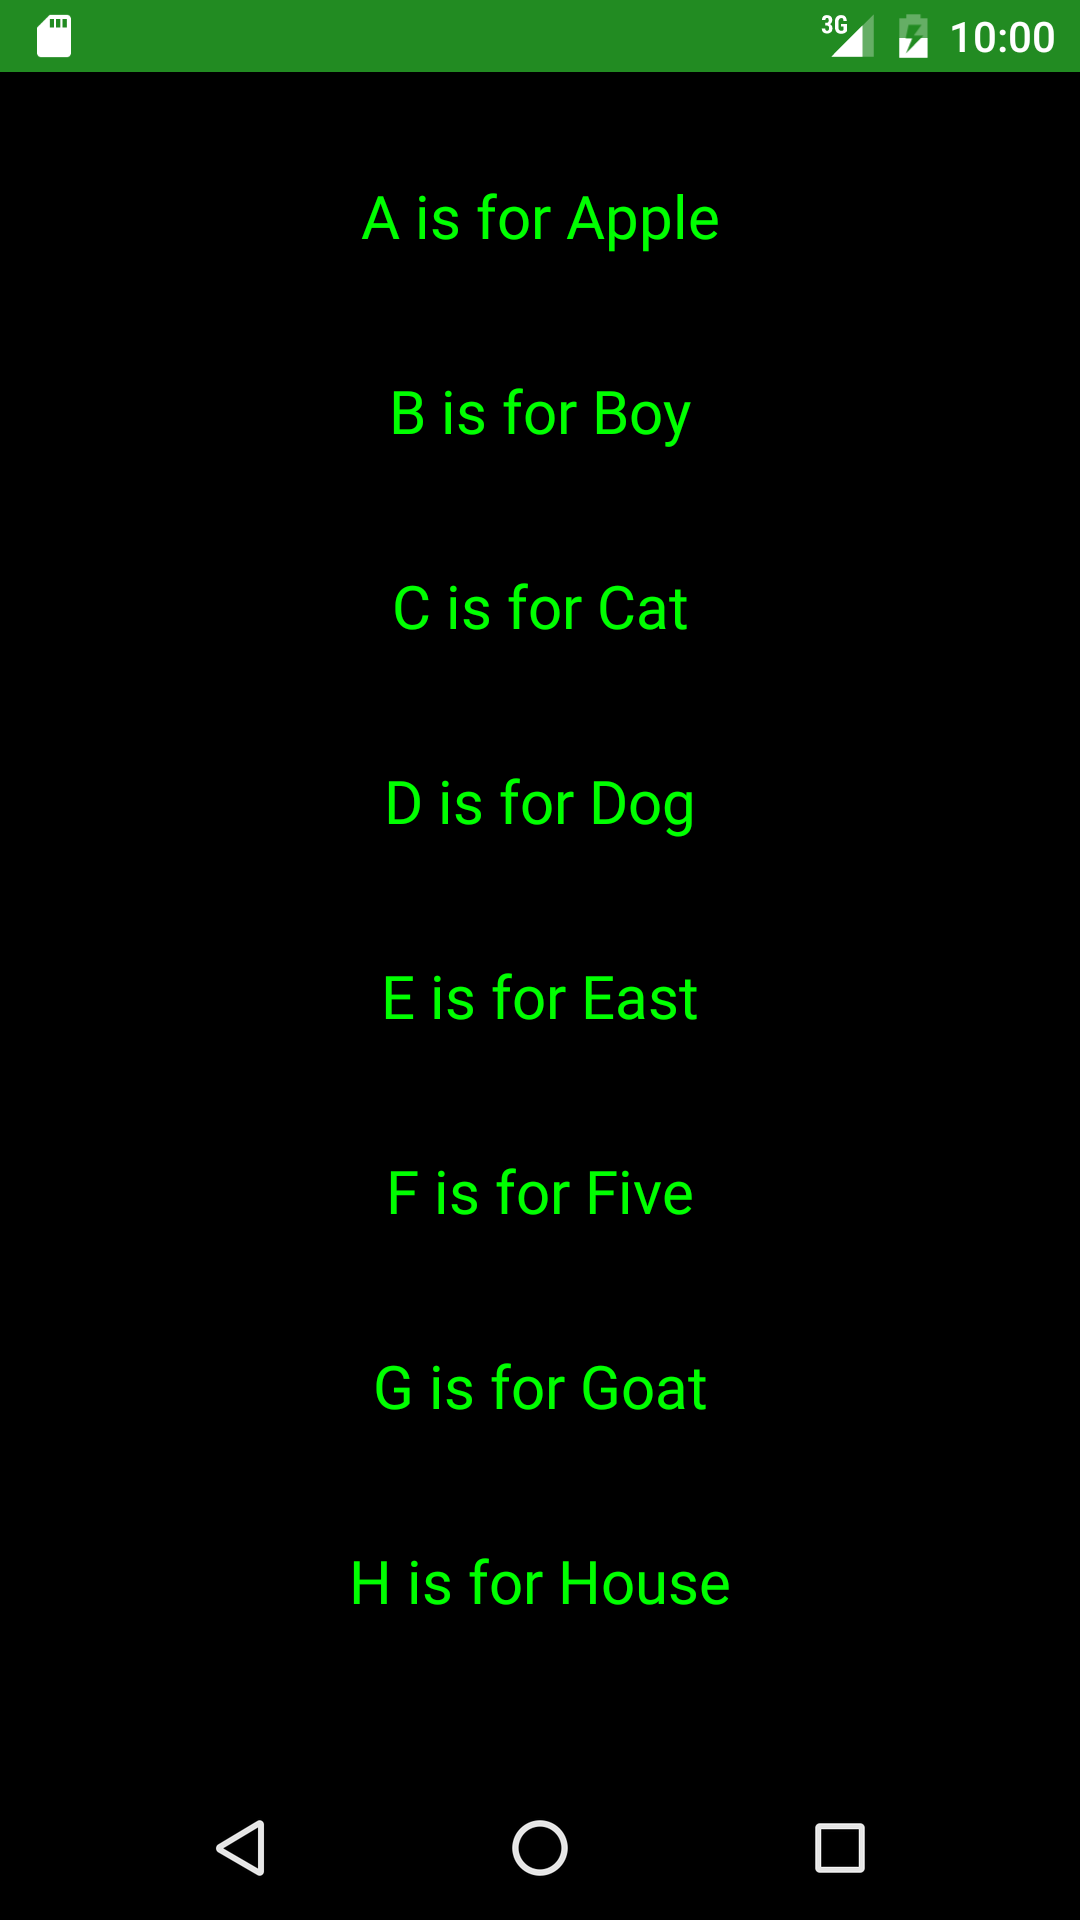 3G 10:00
A is for Apple
B is for Boy
C is for Cat
D is for Dog
E is for East
F is for Five
G is for Goat
H is for House